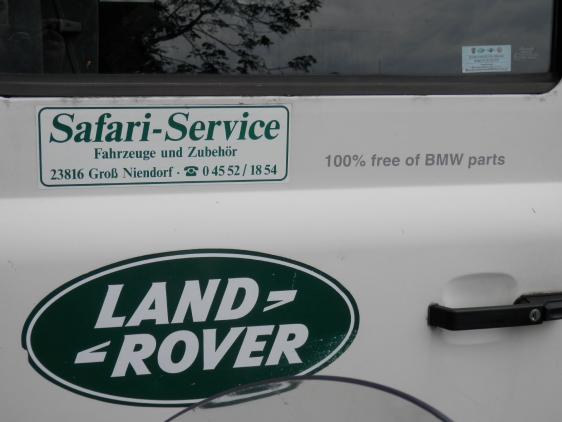 Safari-Service
Fahrzeuge und Zubehör
23816 Groß Niendorf · ☎ 0 45 52 / 18 54
100% free of BMW parts
LAND
ROVER